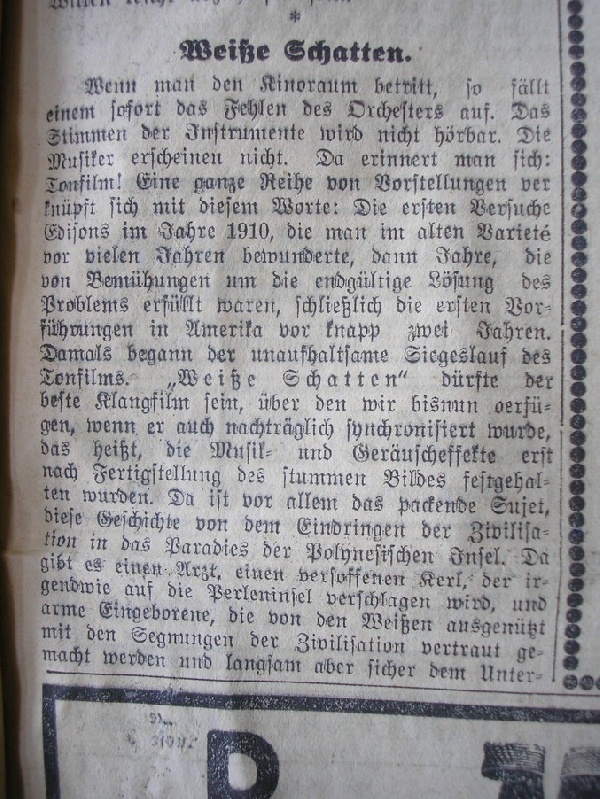 *
Weiße Schatten.
Wenn man den Kinoraum betritt, so fällt
einem sofort das Fehlen des Orchesters auf. Das
Stimmen der Instrumente wird nicht hörbar. Die
Musiker erscheinen nicht. Da erinnert man sich:
Tonfilm! Eine ganze Reihe von Vorstellungen ver
knüpft sich mit diesem Worte: Die ersten Versuche
Edisons im Jahre 1910, die man im alten Varieté
vor vielen Jahren bewunderte, dann Jahre, die
von Bemühungen um die endgültige Lösung des
Problems erfüllt waren, schließlich die ersten Vor-
führungen in Amerika vor knapp zwei Jahren.
Damals begann der unaufhaltsame Siegeslauf des
Tonfilms. „Weiße Schatten“ dürfte der
beste Klangfilm sein, über den wir bisnun verfü-
gen, wenn er auch nachträglich synchronisiert wurde,
das heißt, die Musik- und Geräuscheffekte erst
nach Fertigstellung des stummen Bildes festgehal-
ten wurden. Da ist vor allem das packende Sujet,
diese Geschichte von dem Eindringen der Zivilisa-
tion in das Paradies der Polynesischen Insel. Da
gibt es einen Arzt, einen versoffenen Kerl, der ir-
gendwie auf die Perleninsel verschlagen wird, und
arme Eingeborene, die von den Weißen ausgenützt
mit den Segnungen der Zivilisation vertraut ge-
macht werden und langsam aber sicher dem Unter-